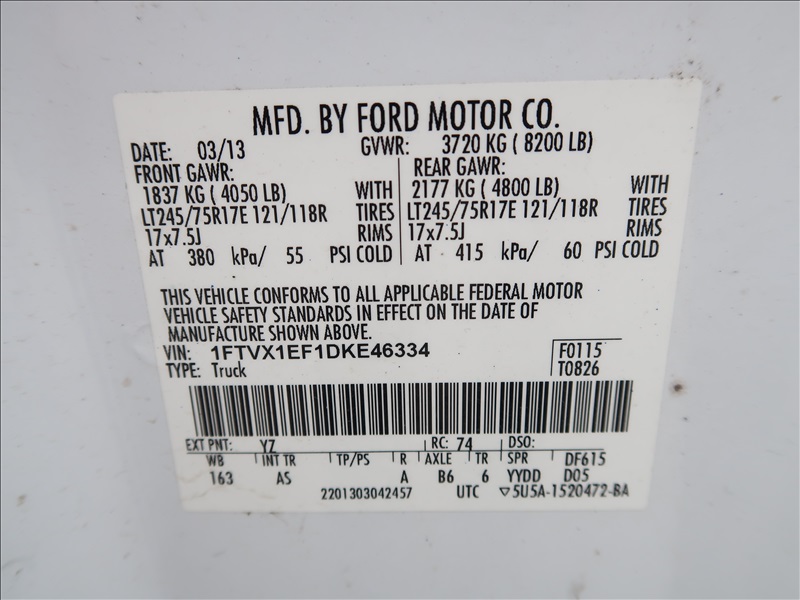 MFD. BY FORD MOTOR CO.
DATE: 03/13 GVWR: 3720 KG ( 8200 LB)
FRONT GAWR: REAR GAWR:
1837 KG ( 4050 LB) WITH 2177 KG ( 4800 LB) WITH
LT245/75R17E 121/118R TIRES LT245/75R17E 121/118R TIRES
17x7.5J RIMS 17x7.5J RIMS
AT 380 kPa/ 55 PSI COLD AT 415 kPa/ 60 PSI COLD
THIS VEHICLE CONFORMS TO ALL APPLICABLE FEDERAL MOTOR
VEHICLE SAFETY STANDARDS IN EFFECT ON THE DATE OF
MANUFACTURE SHOWN ABOVE.
VIN: 1FTVX1EF1DKE46334 F0115
TYPE: Truck T0826
EXT PNT: YZ RC: 74 DSO:
WB INT TR TP/PS R AXLE TR SPR DF615
163 AS A B6 6 YYDD D05
2201303042457 UTC ▽5U5A-1520472-BA